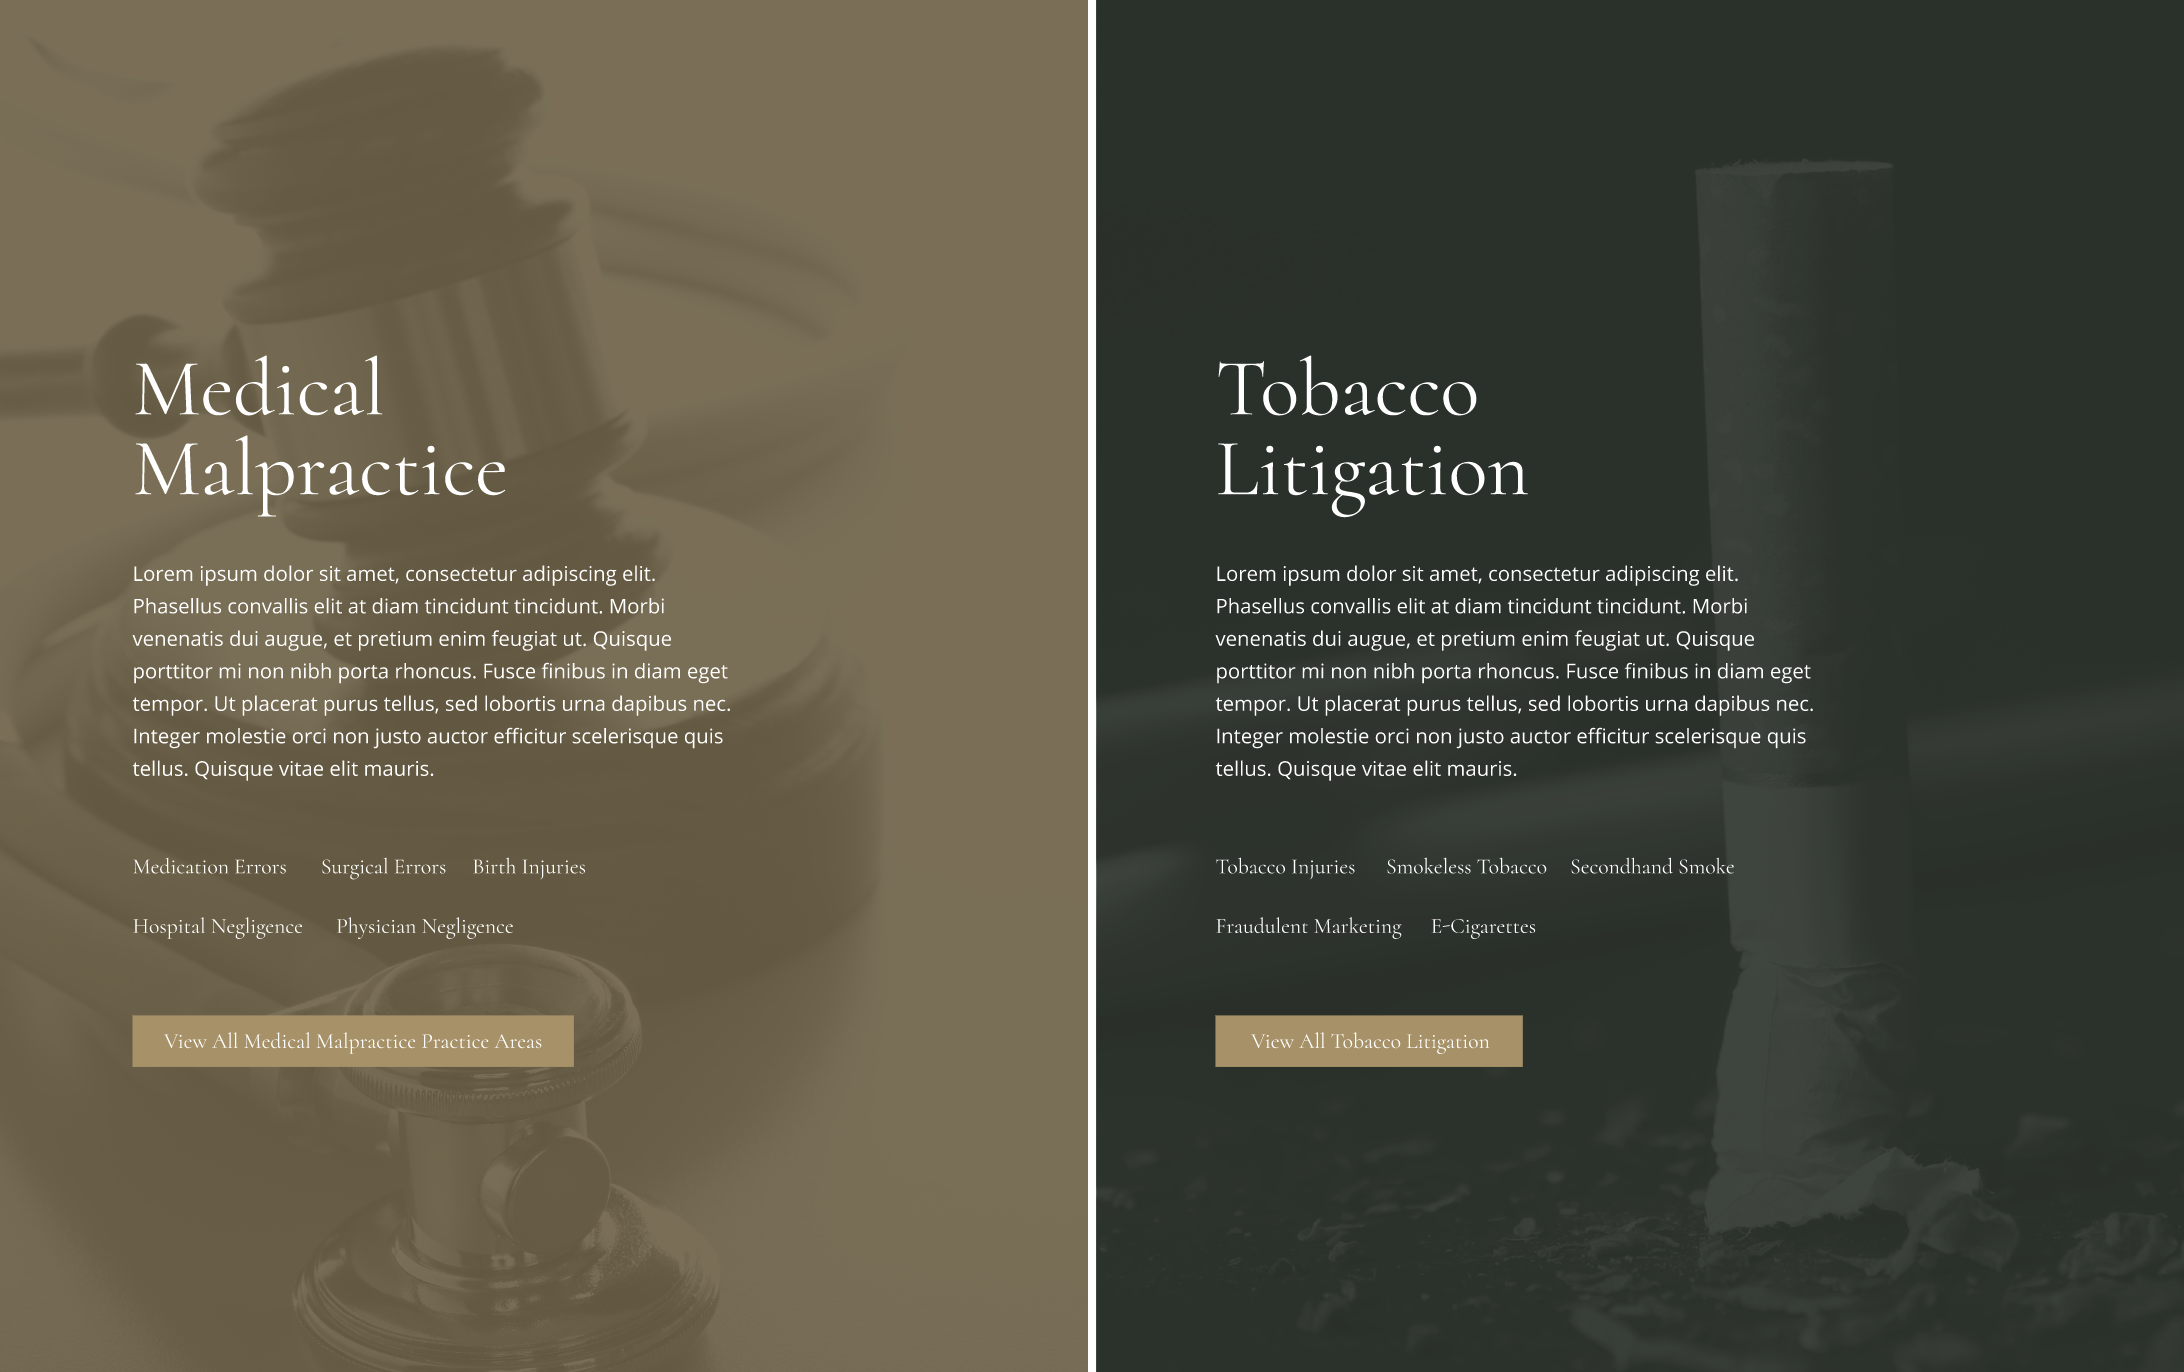 Medical
Malpractice
Lorem ipsum dolor sit amet, consectetur adipiscing elit.
Phasellus convallis elit at diam tincidunt tincidunt. Morbi
venenatis dui augue, et pretium enim feugiat ut. Quisque
porttitor mi non nibh porta rhoncus. Fusce finibus in diam eget
tempor. Ut placerat purus tellus, sed lobortis urna dapibus nec.
Integer molestie orci non justo auctor efficitur scelerisque quis
tellus. Quisque vitae elit mauris.
Medication Errors Surgical Errors Birth Injuries
Hospital Negligence Physician Negligence
View All Medical Malpractice Practice Areas
Tobacco
Litigation
Lorem ipsum dolor sit amet, consectetur adipiscing elit.
Phasellus convallis elit at diam tincidunt tincidunt. Morbi
venenatis dui augue, et pretium enim feugiat ut. Quisque
porttitor mi non nibh porta rhoncus. Fusce finibus in diam eget
tempor. Ut placerat purus tellus, sed lobortis urna dapibus nec.
Integer molestie orci non justo auctor efficitur scelerisque quis
tellus. Quisque vitae elit mauris.
Tobacco Injuries Smokeless Tobacco Secondhand Smoke
Fraudulent Marketing E-Cigarettes
View All Tobacco Litigation